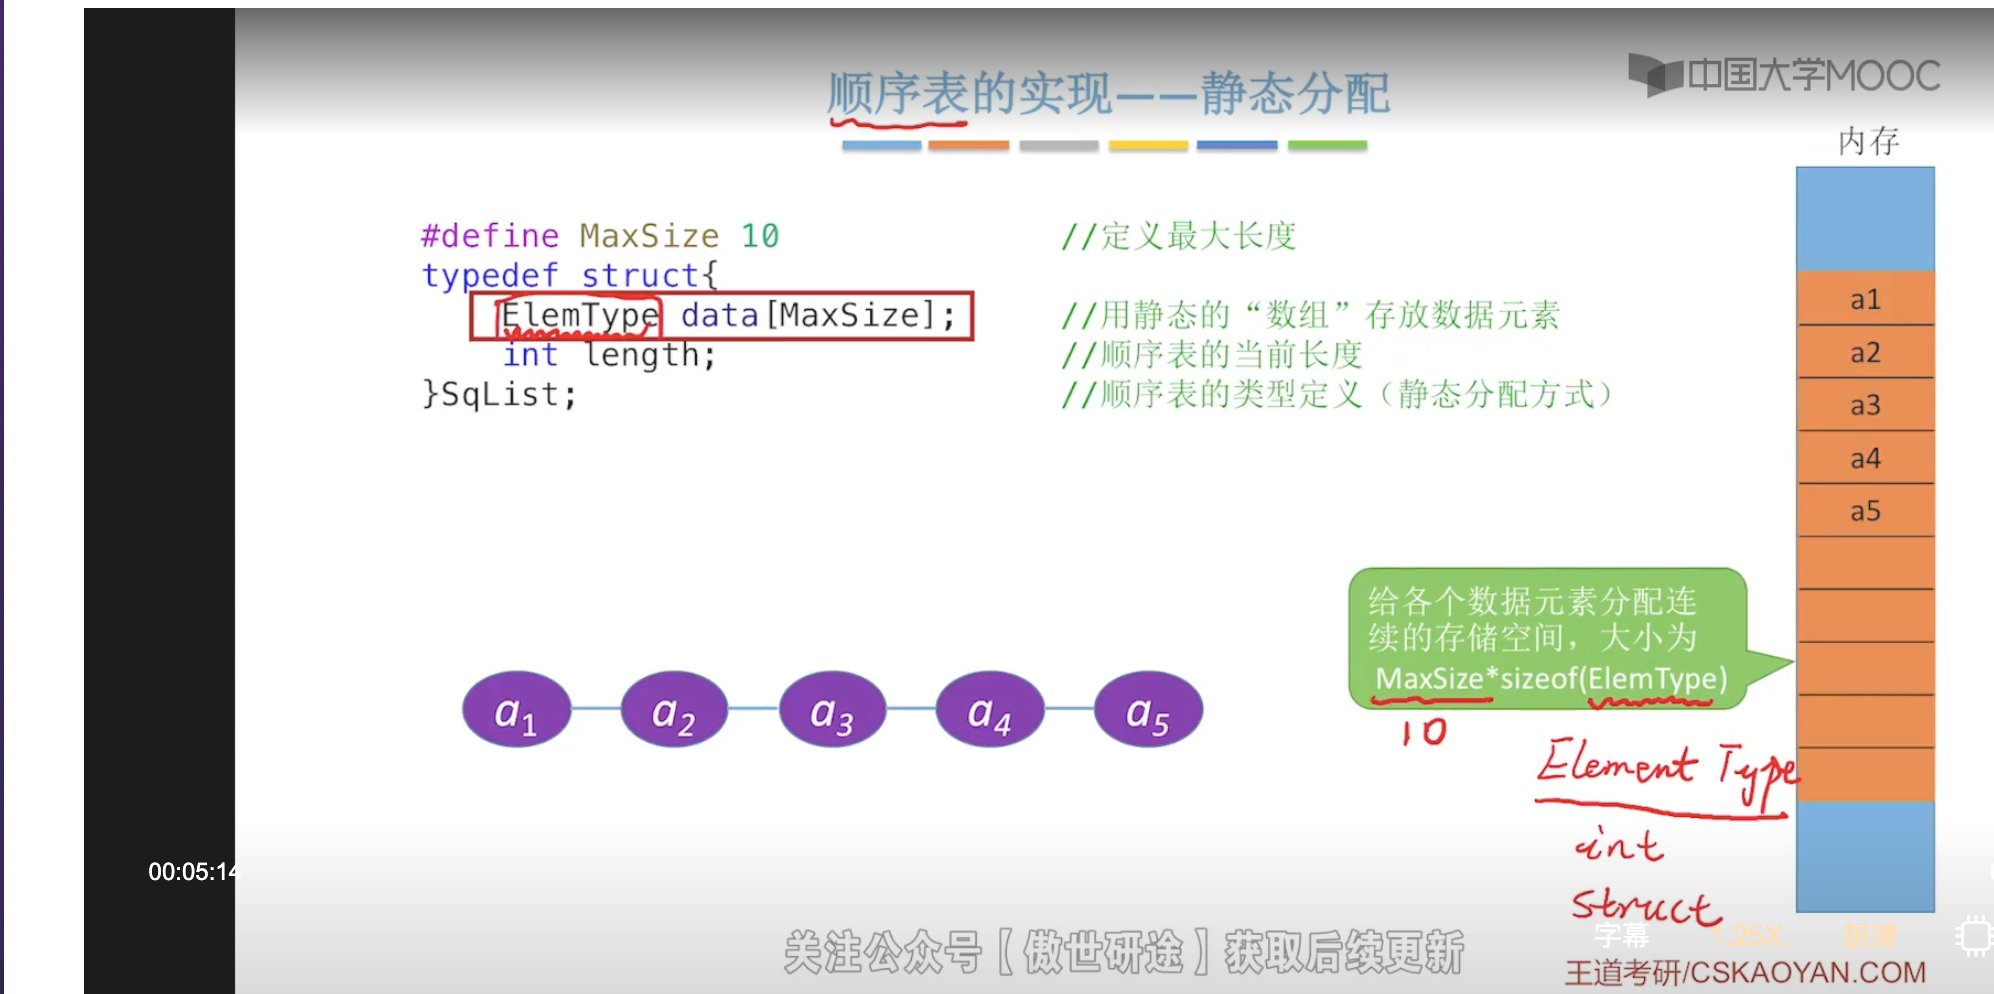 中国大学MOOC
顺序表的实现——静态分配
内存
#define MaxSize 10 //定义最大长度
typedef struct{
ElemType data[MaxSize]; //用静态的“数组”存放数据元素
int length; //顺序表的当前长度
}SqList; //顺序表的类型定义（静态分配方式）
a1
a2
a3
a4
a5
给各个数据元素分配连
续的存储空间，大小为
MaxSize*sizeof(ElemType)
10
a1 a2 a3 a4 a5
Element Type
int
struct
00:05:14
字幕 1.25X 超清
关注公众号【傲世研途】获取后续更新
王道考研/CSKAOYAN.COM